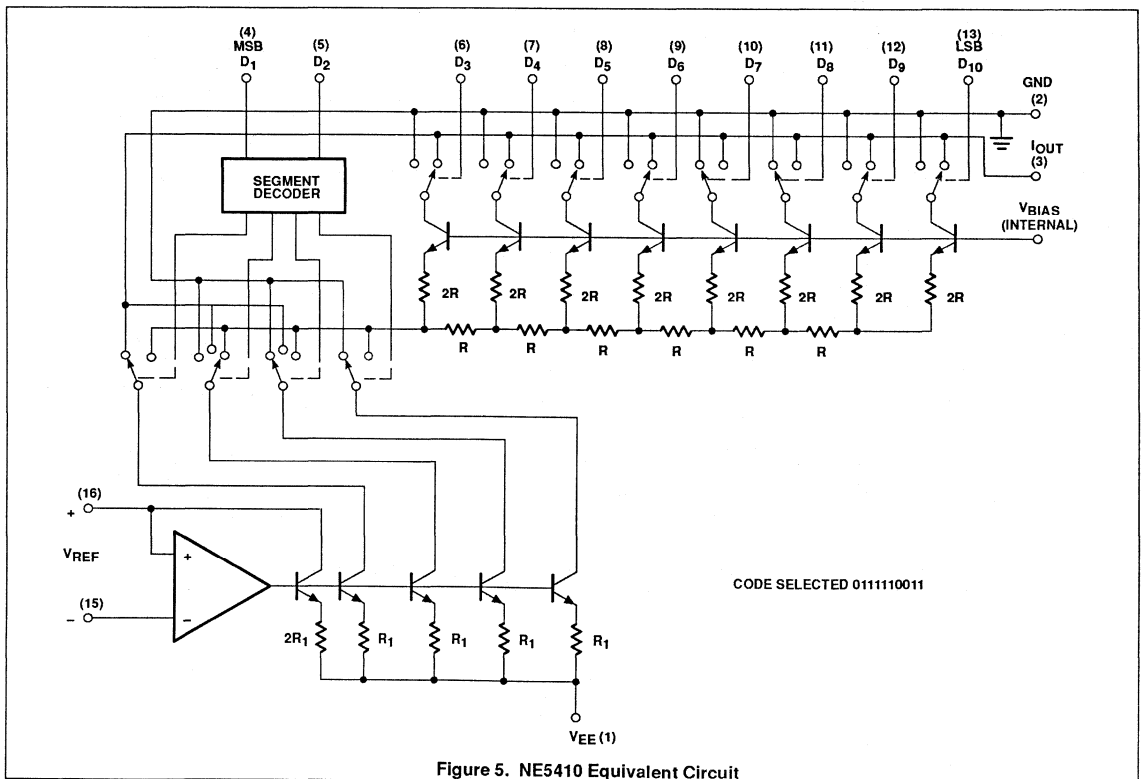 (4) (5) (6) (7) (8) (9) (10) (11) (12) (13)
MSB LSB
D1 D2 D3 D4 D5 D6 D7 D8 D9 D10
GND
(2)
IOUT
(3)
SEGMENT
DECODER
VBIAS
(INTERNAL)
2R 2R 2R 2R 2R 2R 2R 2R
R R R R R R
(16)
+
VREF
+
-
(15)
-
CODE SELECTED 0111110011
2R1 R1 R1 R1 R1
VEE (1)
Figure 5. NE5410 Equivalent Circuit